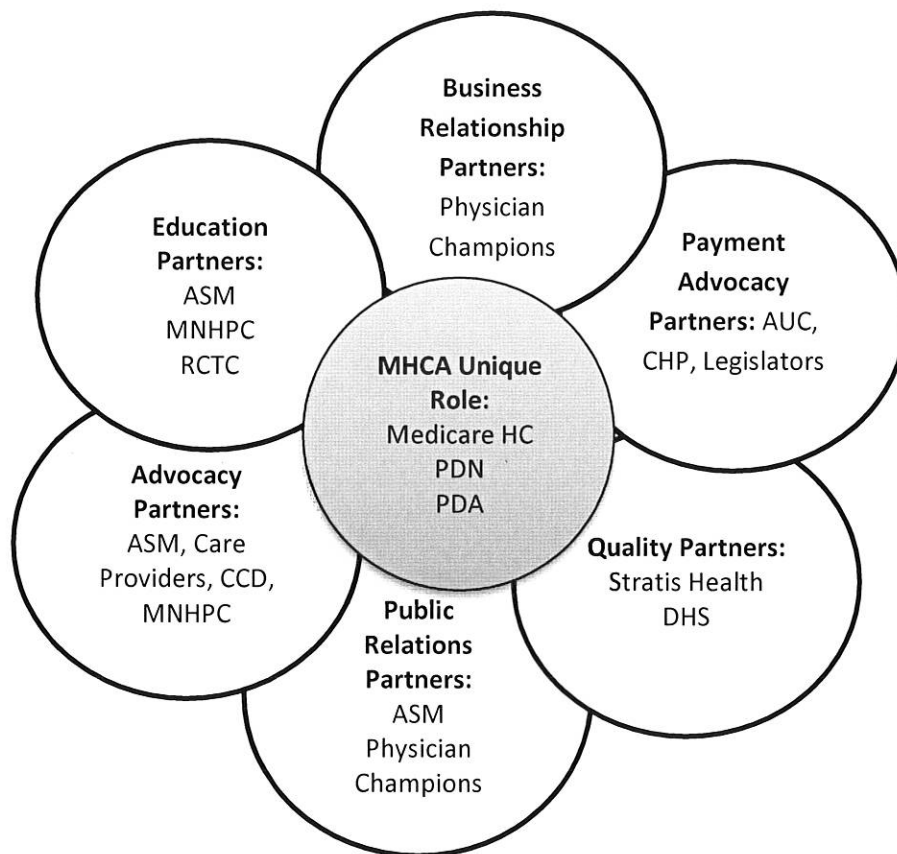 Business
Relationship
Partners:
Physician
Champions
Education
Partners:
ASM
MNHPC
RCTC
Payment
Advocacy
Partners: AUC,
CHP, Legislators
MHCA Unique
Role:
Medicare HC
PDN
PDA
Advocacy
Partners:
ASM, Care
Providers, CCD,
MNHPC
Quality Partners:
Stratis Health
DHS
Public
Relations
Partners:
ASM
Physician
Champions